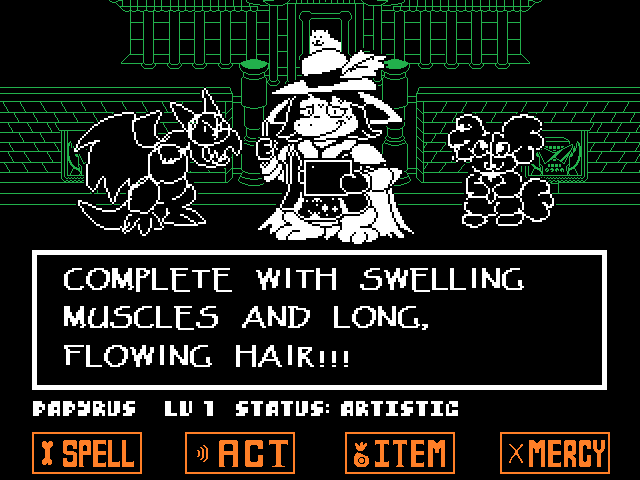 COMPLETE WITH SWELLING
MUSCLES AND LONG,
FLOWING HAIR!!!
PAPYRUS LV 1 STATUS: ARTISTIC
SPELL ACT ITEM MERCY